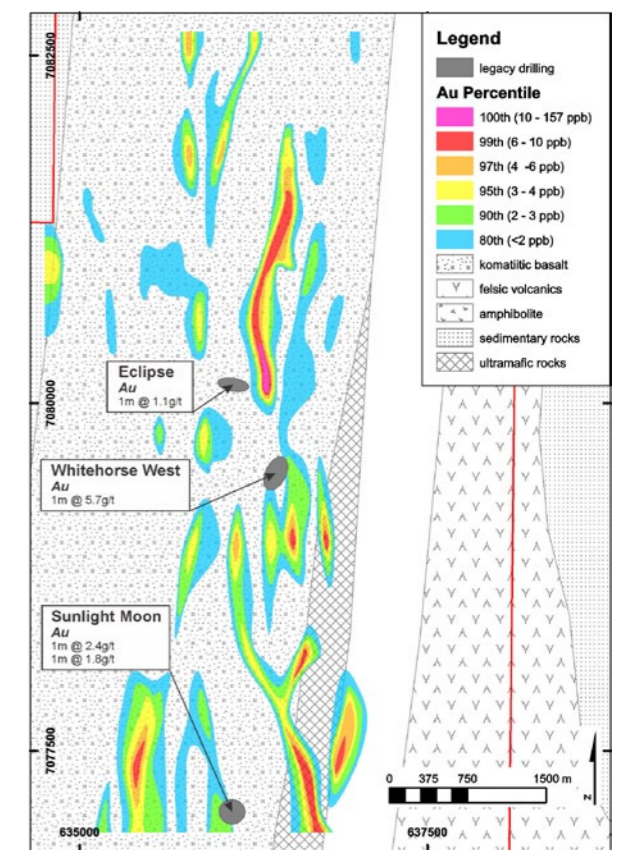 Legend
legacy drilling
Au Percentile
100th (10 - 157 ppb)
99th (6 - 10 ppb)
97th (4 -6 ppb)
95th (3 - 4 ppb)
90th (2 - 3 ppb)
80th (<2 ppb)
komatiitic basalt
felsic volcanics
amphibolite
sedimentary rocks
ultramafic rocks
7082500
Eclipse
Au
1m @ 1.1g/t
7080000
Whitehorse West
Au
1m @ 5.7g/t
Sunlight Moon
Au
1m @ 2.4g/t
1m @ 1.8g/t
7077500
0 375 750 1500 m
N
635000
637500